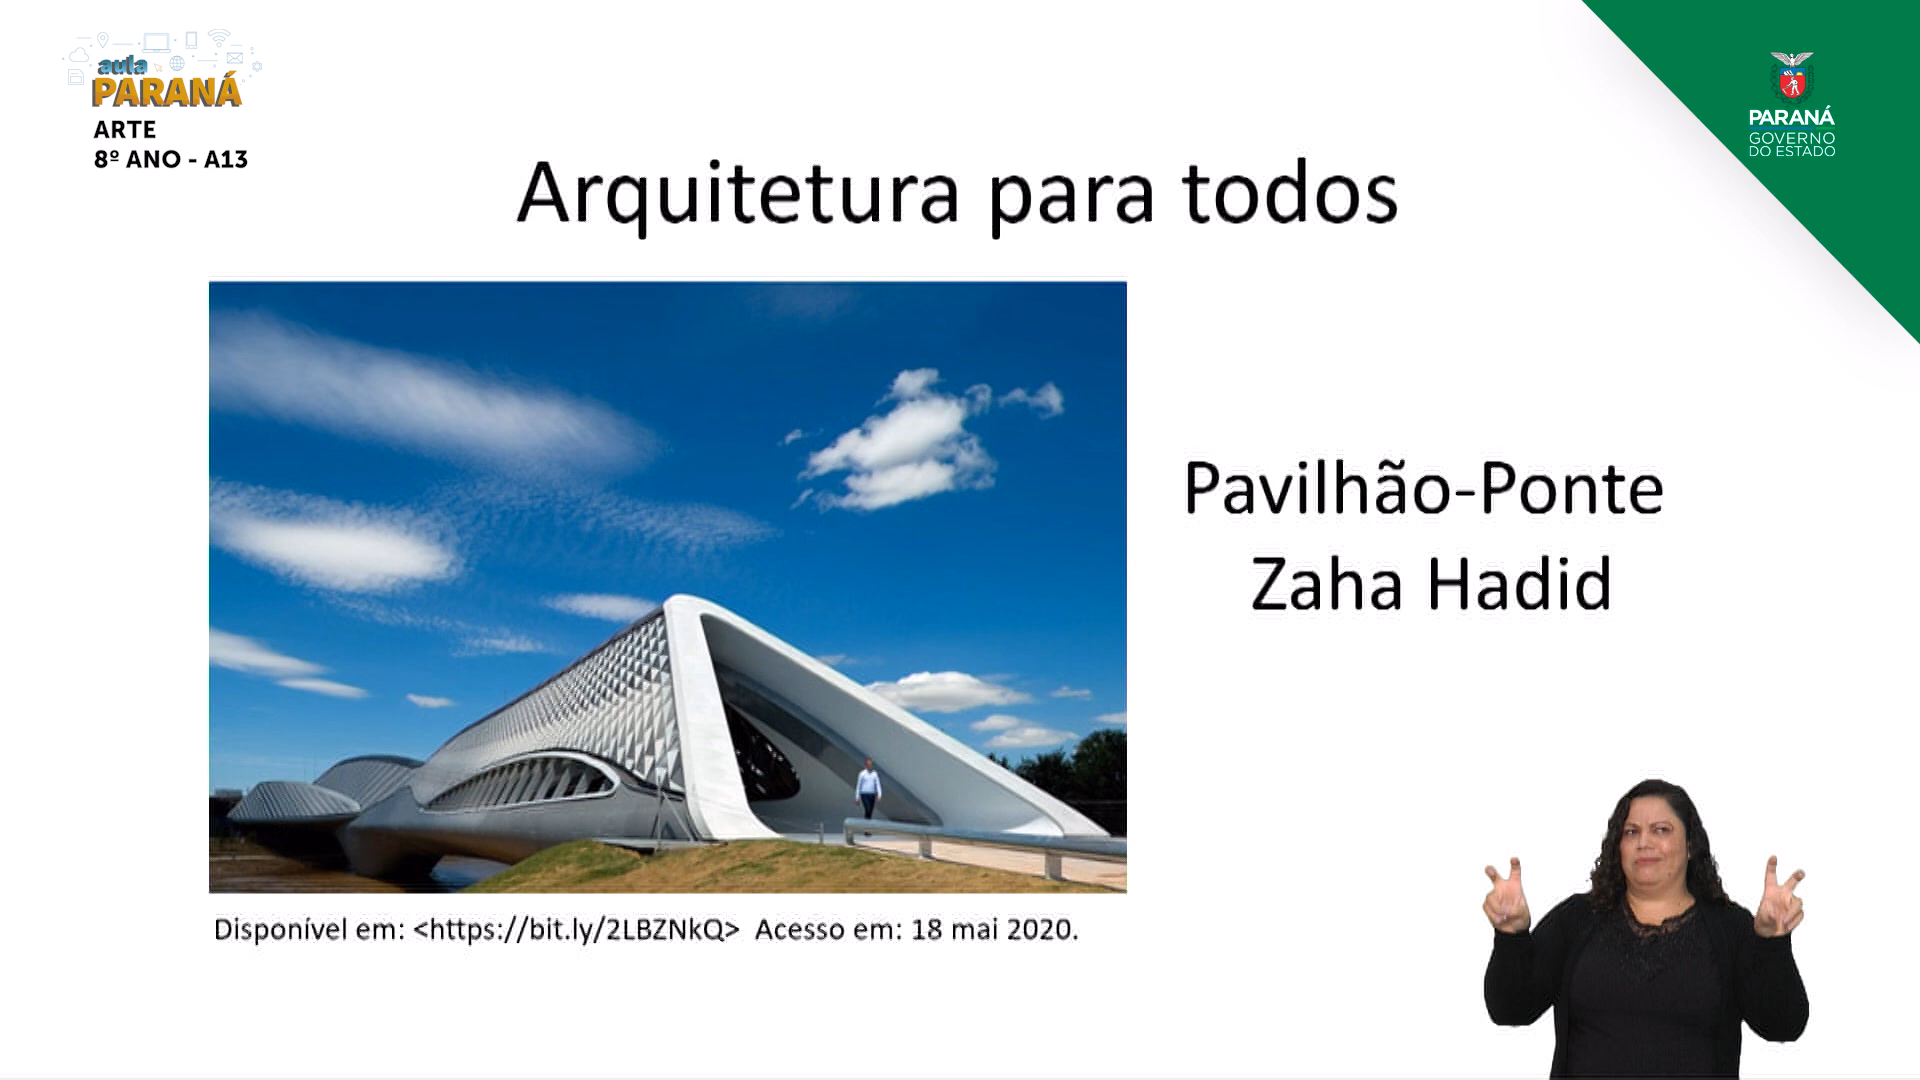 aula
PARANÁ
ARTE
8º ANO - A13
PARANÁ
GOVERNO
DO ESTADO
Arquitetura para todos
Pavilhão-Ponte
Zaha Hadid
Disponível em: <https://bit.ly/2LBZNkQ> Acesso em: 18 mai 2020.